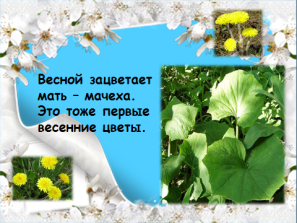 Весной зацветает
мать – мачеха.
Это тоже первые
весенние цветы.